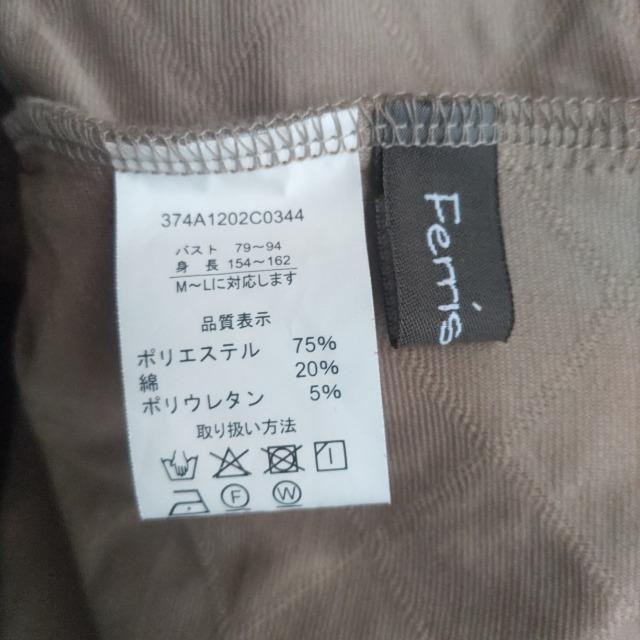 374A1202C0344
バスト 79～94
身 長 154～162
M～Lに対応します
品質表示
ポリエステル 75%
綿 20%
ポリウレタン 5%
取り扱い方法
F W
Ferris